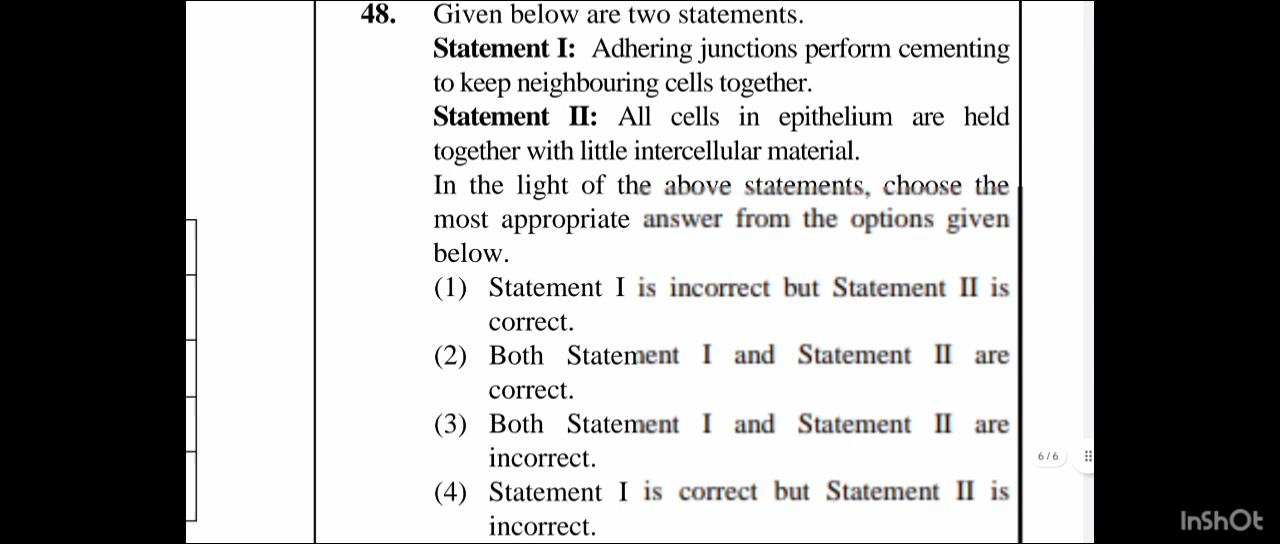 48. Given below are two statements.
Statement I: Adhering junctions perform cementing
to keep neighbouring cells together.
Statement II: All cells in epithelium are held
together with little intercellular material.
In the light of the above statements, choose the
most appropriate answer from the options given
below.
(1) Statement I is incorrect but Statement II is
correct.
(2) Both Statement I and Statement II are
correct.
(3) Both Statement I and Statement II are
incorrect.
(4) Statement I is correct but Statement II is
incorrect.
6/6
InShOt